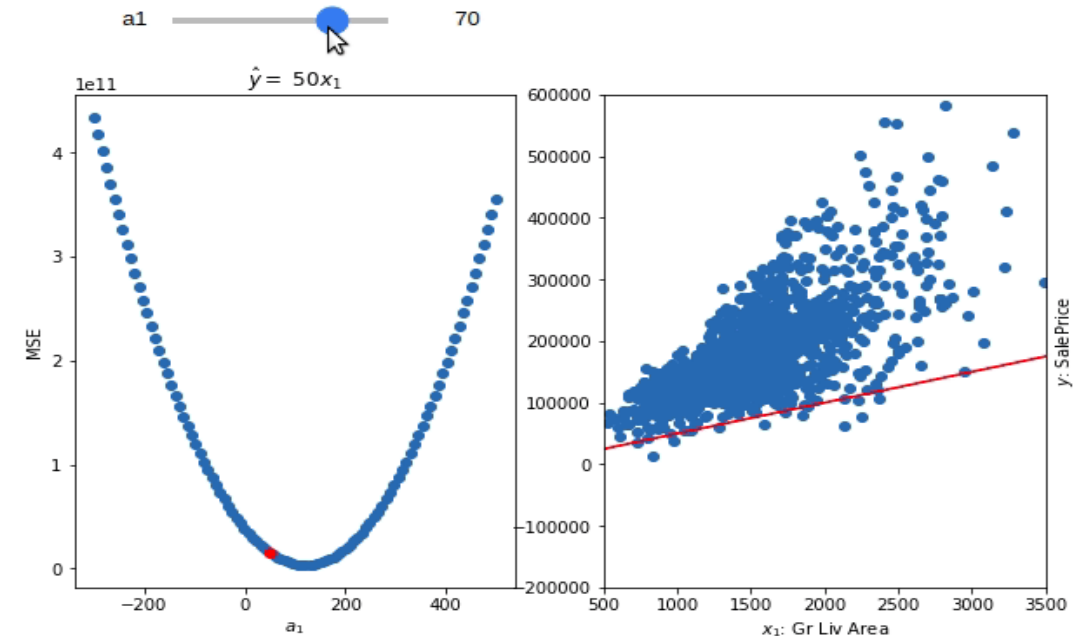 a1 70
ŷ = 50x₁
1e11
4
3
2
1
0
MSE
−200 0 200 400
a₁
600000
500000
400000
300000
200000
100000
0
−100000
−200000
500 1000 1500 2000 2500 3000 3500
x₁: Gr Liv Area
y: SalePrice